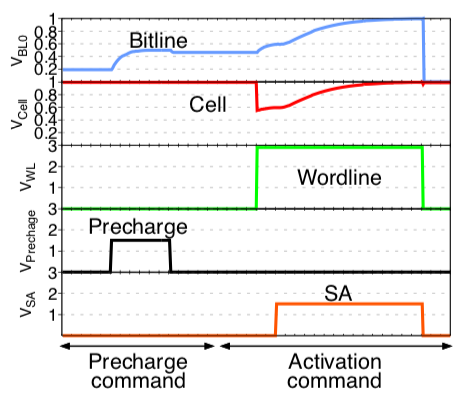 1
0.8
0.6
0.4
0.2
V_BL0
Bitline
1
0.8
0.6
0.4
0.2
V_Cell
Cell
3
2
1
V_WL
Wordline
3
2
1
V_Prechage
Precharge
3
2
1
V_SA
SA
Precharge
command
Activation
command